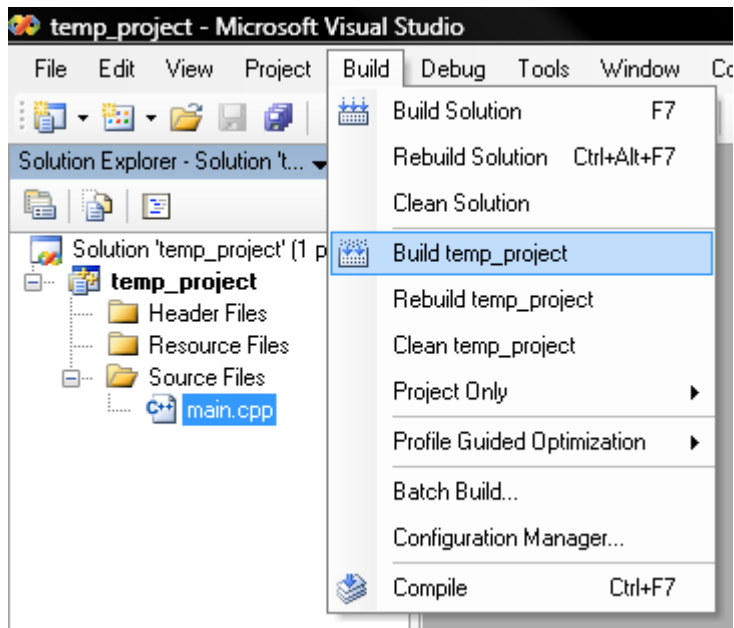 temp_project - Microsoft Visual Studio
File Edit View Project Build Debug Tools Window Co
Solution Explorer - Solution 't...
Solution 'temp_project' (1 p
temp_project
Header Files
Resource Files
Source Files
main.cpp
Build Solution F7
Rebuild Solution Ctrl+Alt+F7
Clean Solution
Build temp_project
Rebuild temp_project
Clean temp_project
Project Only
Profile Guided Optimization
Batch Build...
Configuration Manager...
Compile Ctrl+F7